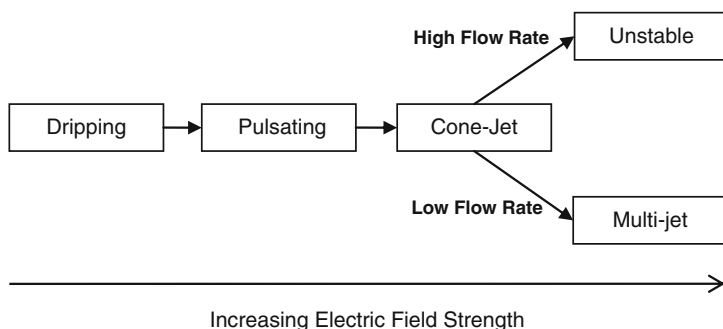 High Flow Rate
Unstable
Dripping
Pulsating
Cone-Jet
Low Flow Rate
Multi-jet
Increasing Electric Field Strength